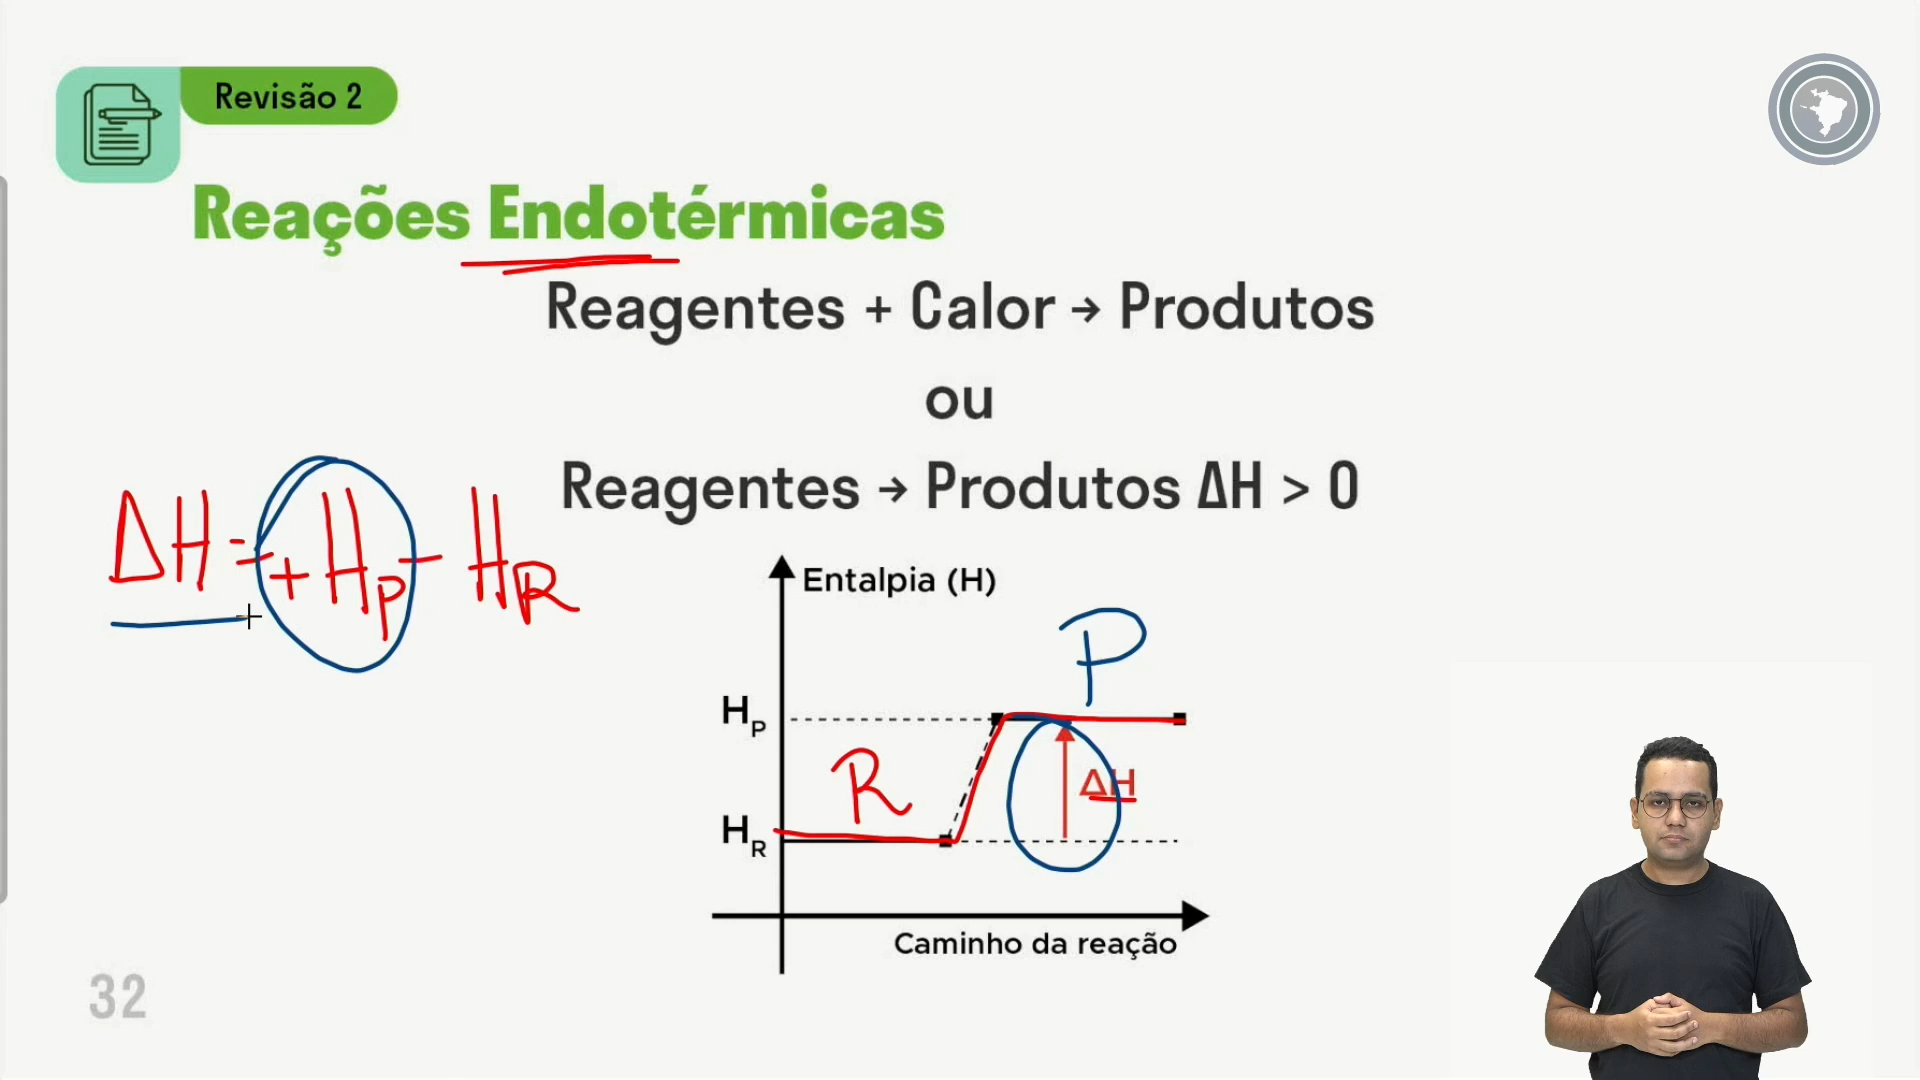 Revisão 2
Reações Endotérmicas
Reagentes + Calor → Produtos
ou
Reagentes → Produtos ΔH > 0
ΔH = + HP - HR
Entalpia (H)
P
HP
R
ΔH
HR
Caminho da reação
32